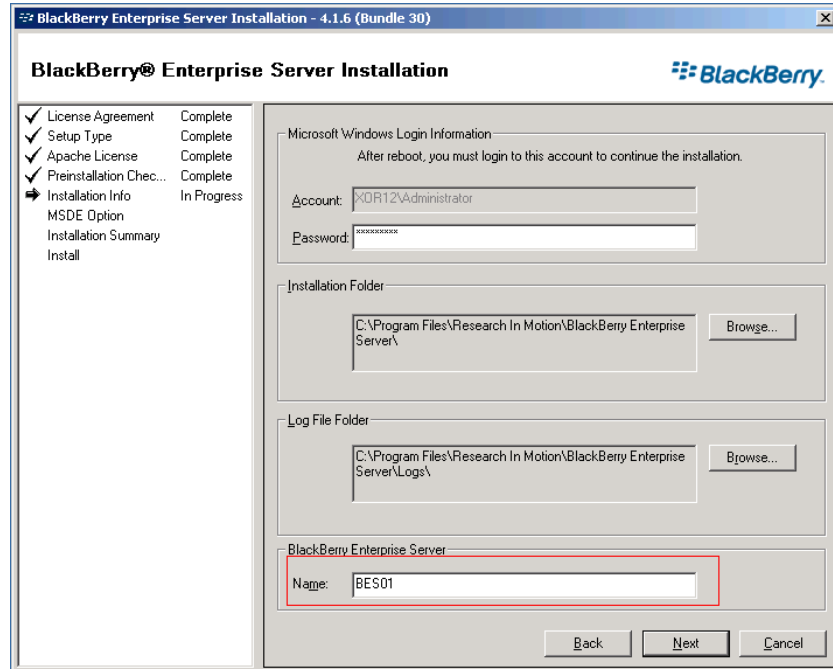 BlackBerry Enterprise Server Installation - 4.1.6 (Bundle 30)
BlackBerry® Enterprise Server Installation
BlackBerry.
License Agreement Complete
Setup Type Complete
Apache License Complete
Preinstallation Chec... Complete
Installation Info In Progress
MSDE Option
Installation Summary
Install
Microsoft Windows Login Information
After reboot, you must login to this account to continue the installation.
Account: XOR12\Administrator
Password: xxxxxxxxx
Installation Folder
C:\Program Files\Research In Motion\BlackBerry Enterprise
Server\
Browse...
Log File Folder
C:\Program Files\Research In Motion\BlackBerry Enterprise
Server\Logs\
Browse...
BlackBerry Enterprise Server
Name: BES01
Back Next Cancel